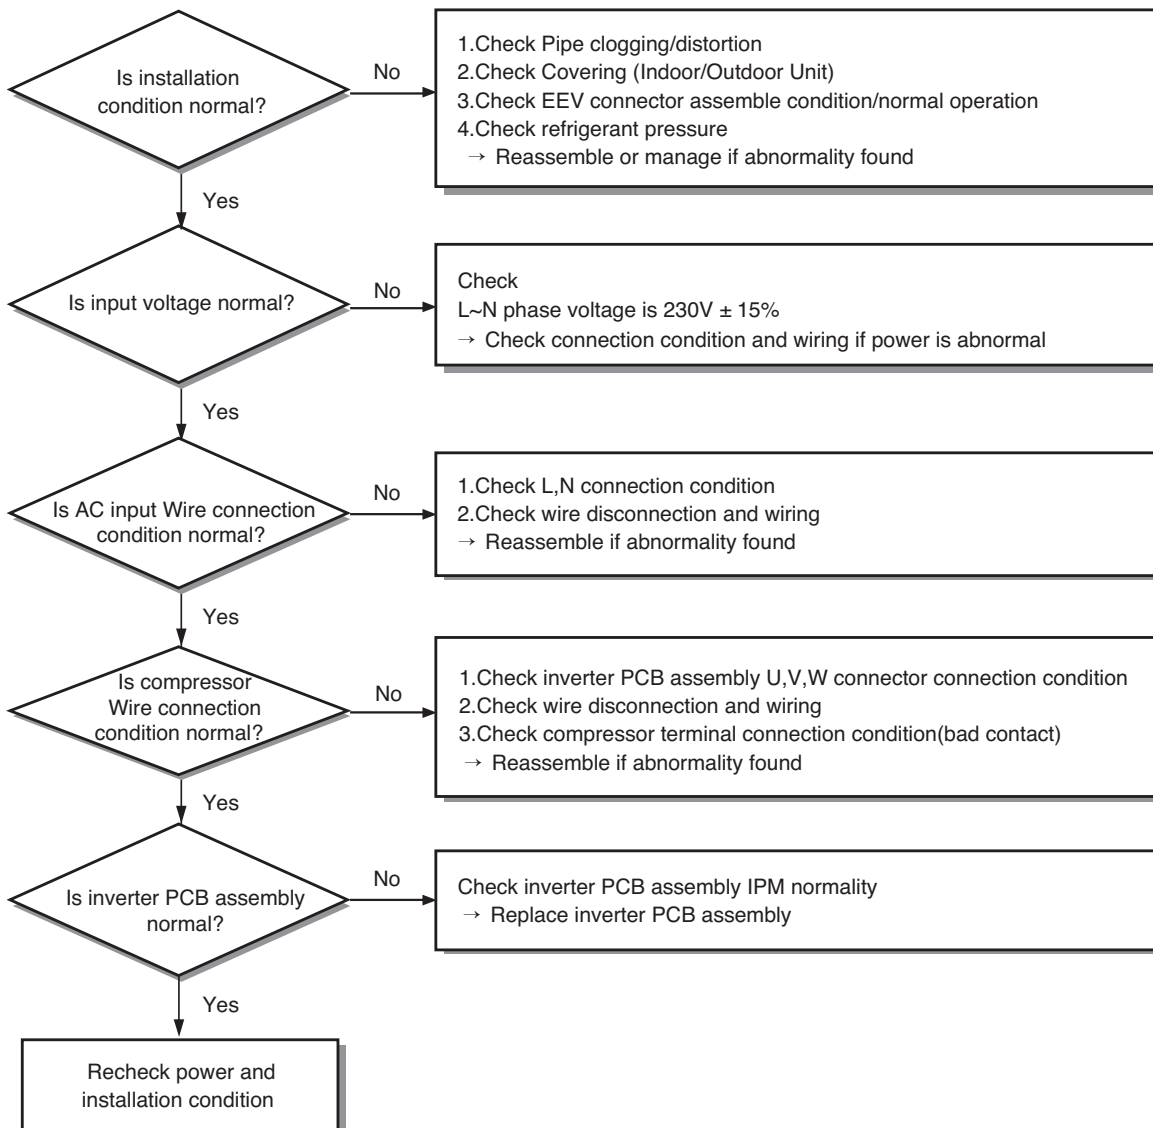 Is installation
condition normal?
No
1.Check Pipe clogging/distortion
2.Check Covering (Indoor/Outdoor Unit)
3.Check EEV connector assemble condition/normal operation
4.Check refrigerant pressure
→ Reassemble or manage if abnormality found
Yes
Is input voltage normal?
No
Check
L~N phase voltage is 230V ± 15%
→ Check connection condition and wiring if power is abnormal
Yes
Is AC input Wire connection
condition normal?
No
1.Check L,N connection condition
2.Check wire disconnection and wiring
→ Reassemble if abnormality found
Yes
Is compressor
Wire connection
condition normal?
No
1.Check inverter PCB assembly U,V,W connector connection condition
2.Check wire disconnection and wiring
3.Check compressor terminal connection condition(bad contact)
→ Reassemble if abnormality found
Yes
Is inverter PCB assembly
normal?
No
Check inverter PCB assembly IPM normality
→ Replace inverter PCB assembly
Yes
Recheck power and
installation condition